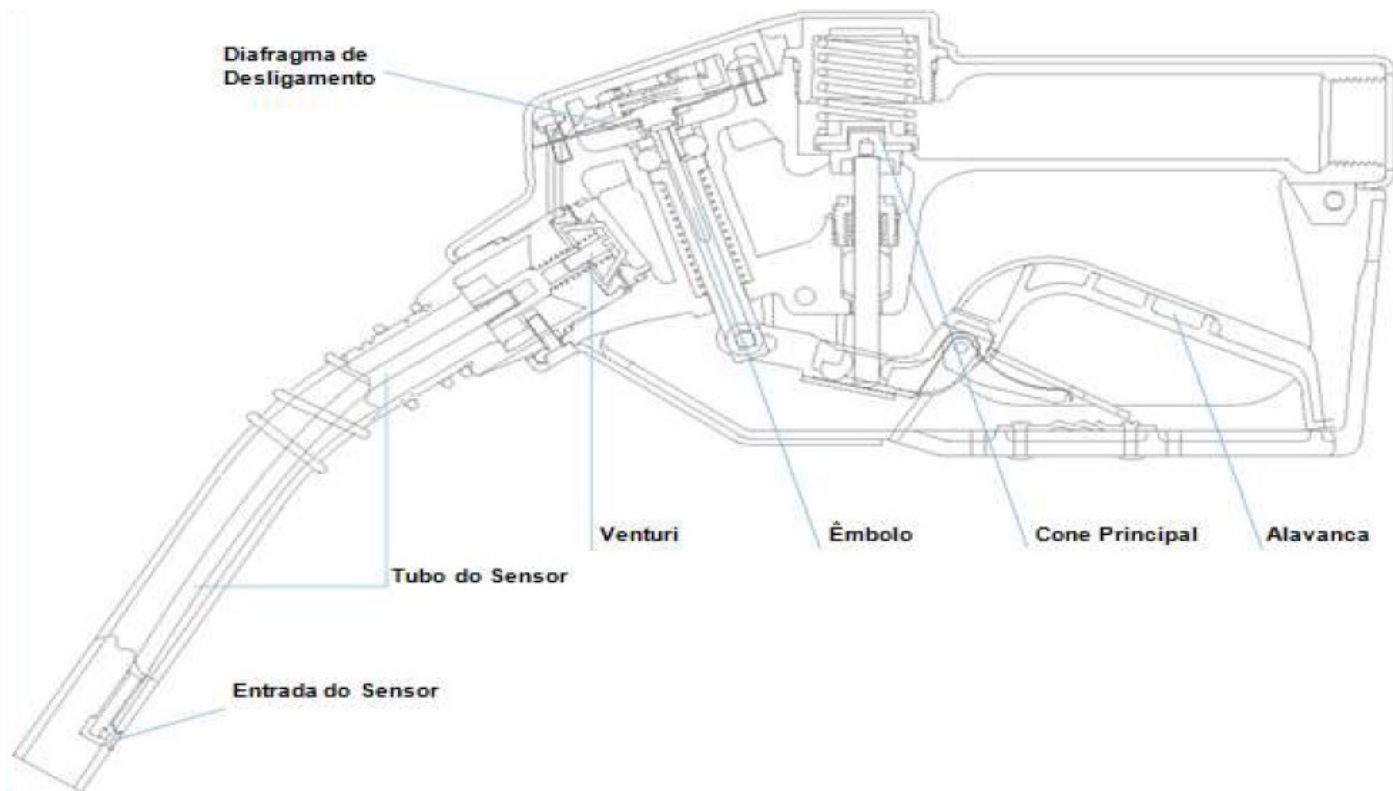 Diafragma de
Desligamento
Venturi
Êmbolo
Cone Principal
Alavanca
Tubo do Sensor
Entrada do Sensor